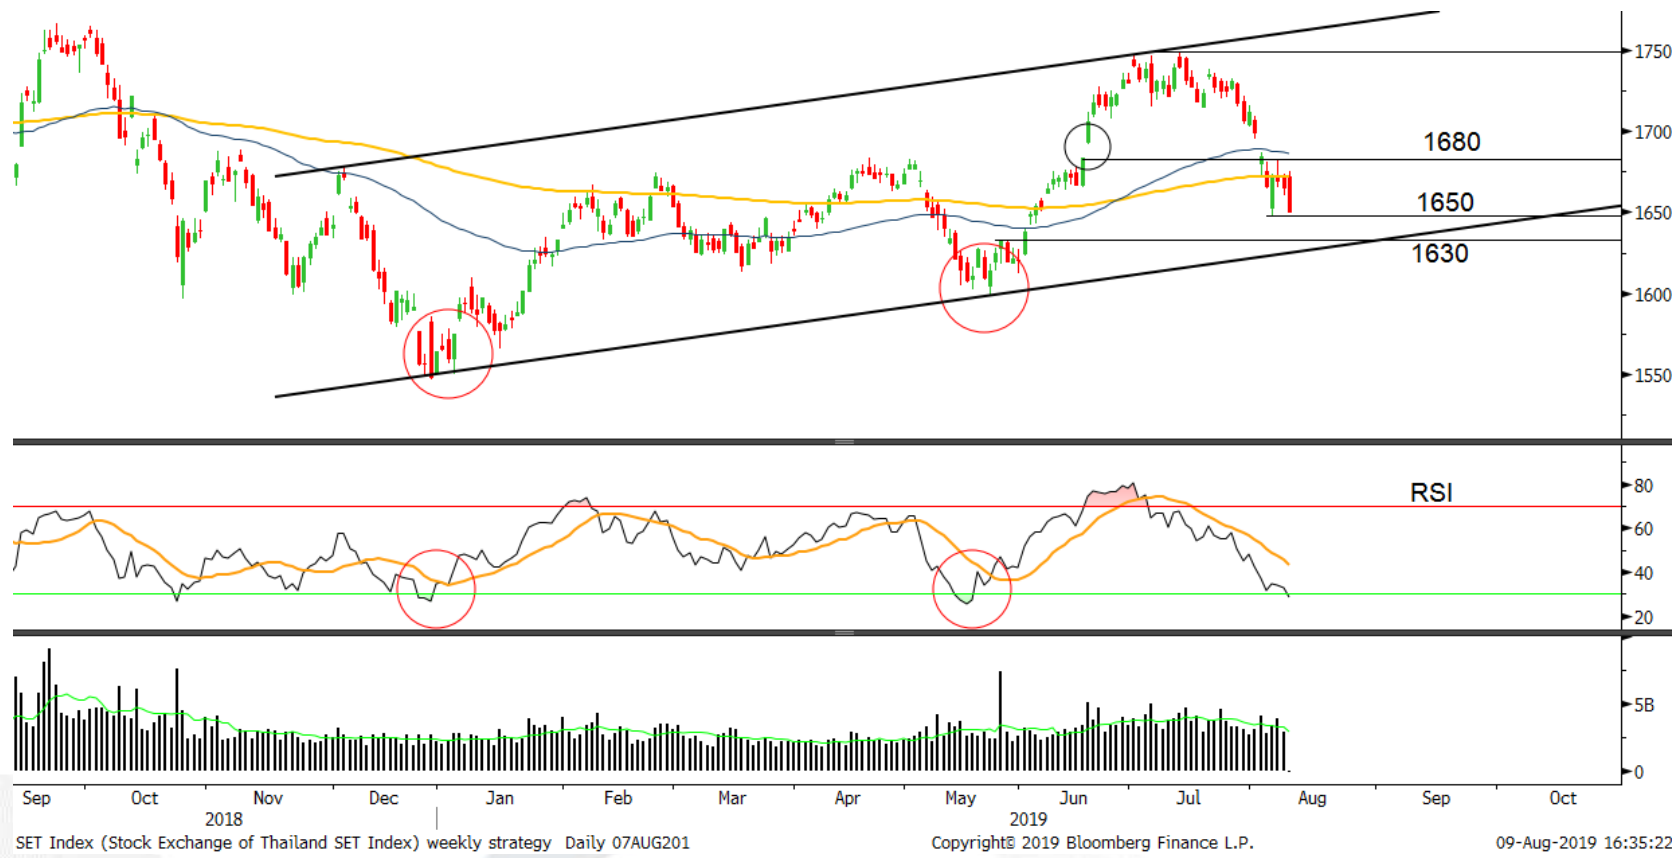 1750
1700
1680
1650
1650
1630
1600
1550
RSI
80
60
40
20
5B
0
Sep Oct Nov Dec Jan Feb Mar Apr May Jun Jul Aug Sep Oct
2018 2019
SET Index (Stock Exchange of Thailand SET Index) weekly strategy Daily 07AUG201
Copyright© 2019 Bloomberg Finance L.P.
09-Aug-2019 16:35:22